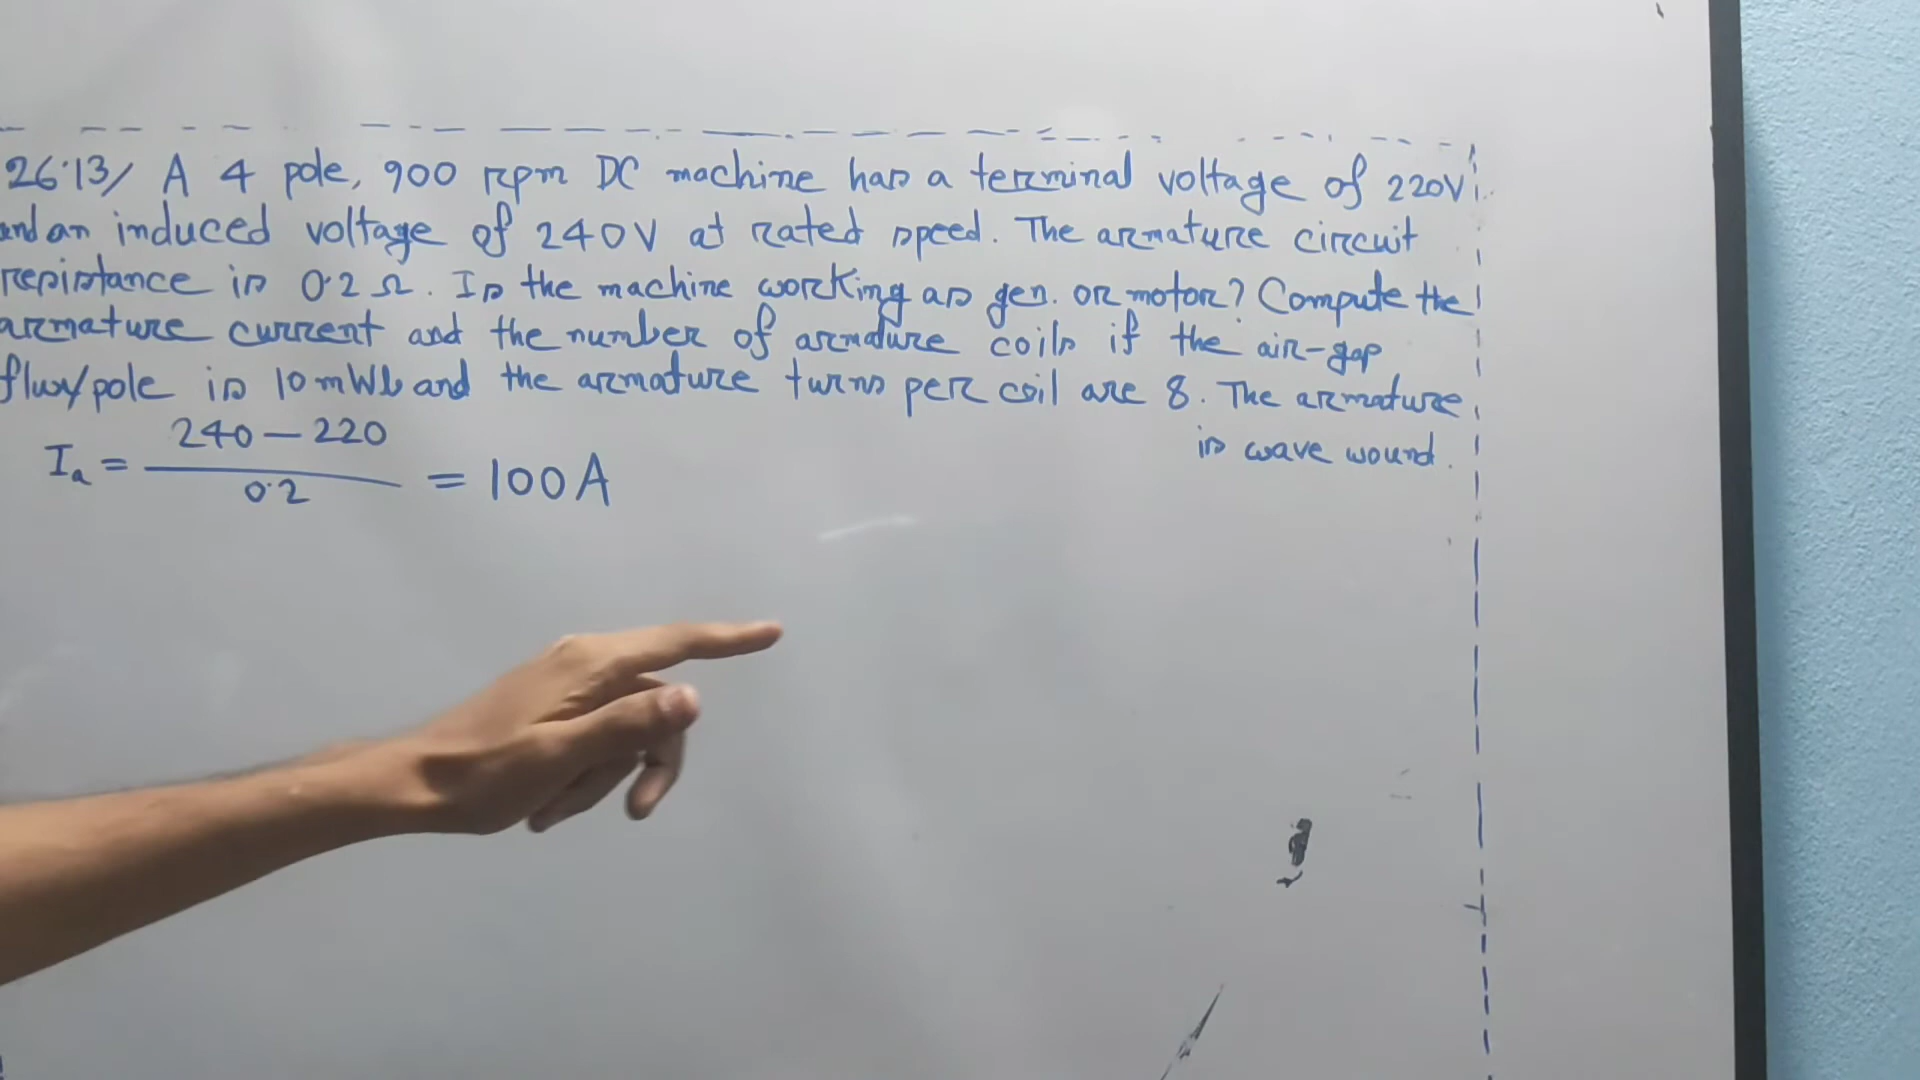 26.13/ A 4 pole, 900 rpm DC machine has a terminal voltage of 220V
and an induced voltage of 240V at rated speed. The armature circuit
resistance is 0.2 Ω. Is the machine working as gen. or motor? Compute the
armature current and the number of armature coils if the air-gap
flux/pole is 10 mWb and the armature turns per coil are 8. The armature
is wave wound.
Ia = 240 — 220 / 0.2 = 100A